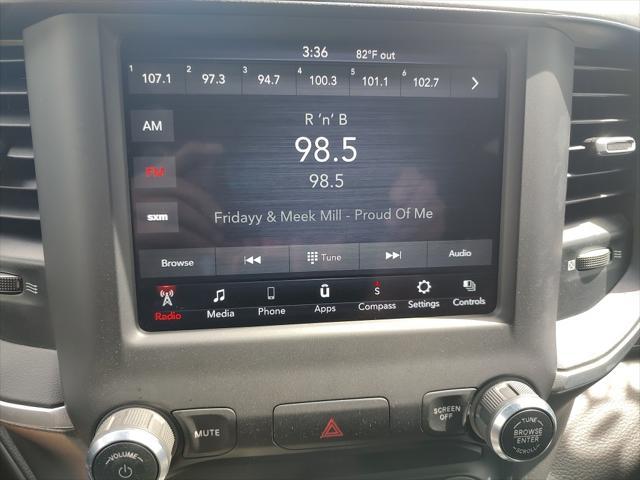 3:36 82°F out
1 107.1 2 97.3 3 94.7 4 100.3 5 101.1 6 102.7
AM
R 'n' B
98.5
FM
98.5
sxm
Fridayy & Meek Mill - Proud Of Me
Browse Tune Audio
Radio Media Phone Apps S Compass Settings Controls
MUTE
SCREEN OFF
VOLUME
TUNE
BROWSE
ENTER
SCROLL